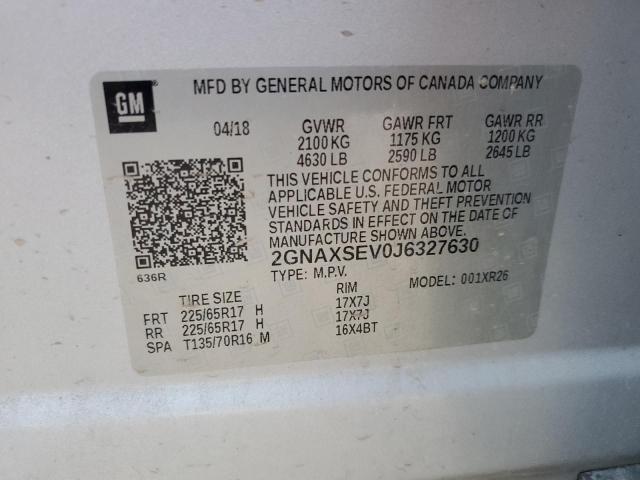 GM
MFD BY GENERAL MOTORS OF CANADA COMPANY
04/18 GVWR GAWR FRT GAWR RR
2100 KG 1175 KG 1200 KG
4630 LB 2590 LB 2645 LB
THIS VEHICLE CONFORMS TO ALL
APPLICABLE U.S. FEDERAL MOTOR
VEHICLE SAFETY AND THEFT PREVENTION
STANDARDS IN EFFECT ON THE DATE OF
MANUFACTURE SHOWN ABOVE.
2GNAXSEV0J6327630
636R TYPE: M.P.V. MODEL: 001XR26
TIRE SIZE RIM
FRT 225/65R17 H 17X7J
RR 225/65R17 H 17X7J
SPA T135/70R16 M 16X4BT